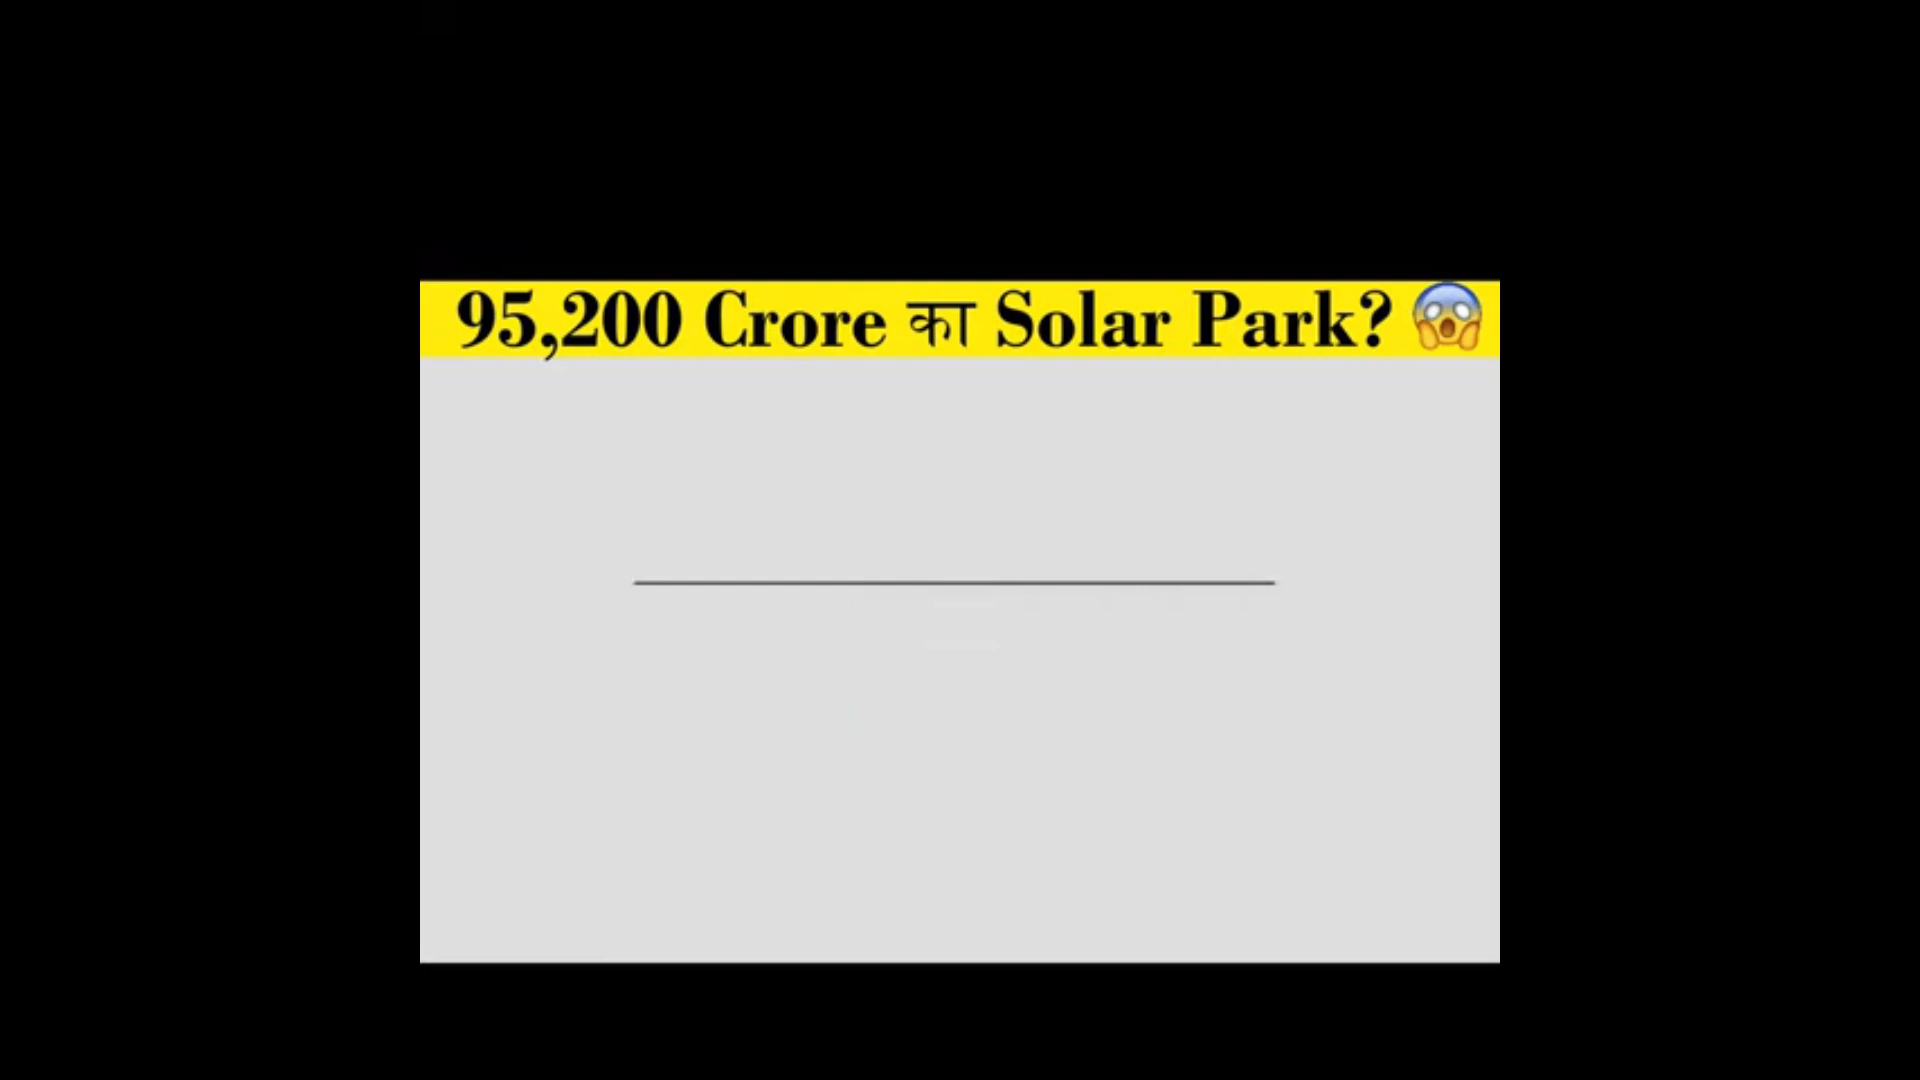 95,200 Crore का Solar Park? 😱